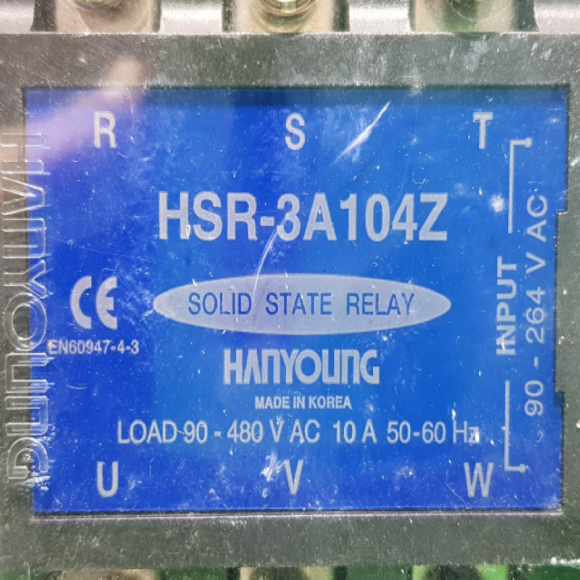 R S T
HSR-3A104Z
SOLID STATE RELAY
CE
EN60947-4-3
HANYOUNG
MADE IN KOREA
LOAD 90 - 480 V AC 10 A 50-60 Hz
U V W
INPUT
90 - 264 V AC
HANYOUNG